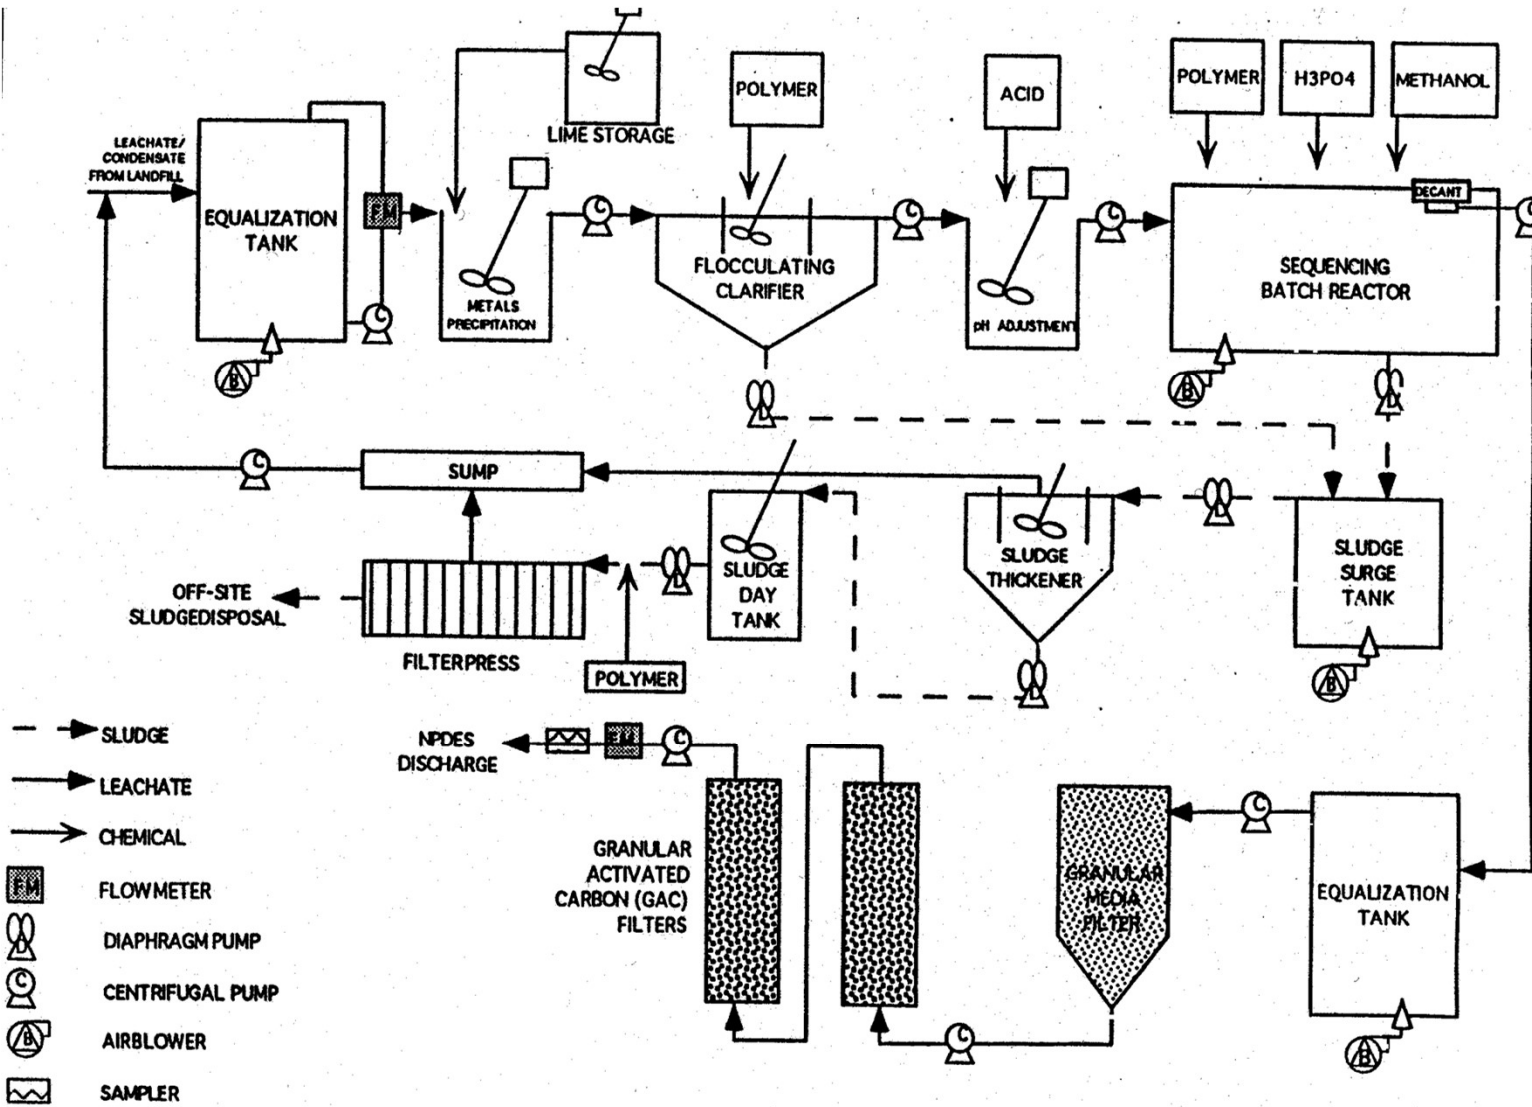 LIME STORAGE
POLYMER
ACID
POLYMER
H3PO4
METHANOL
LEACHATE/
CONDENSATE
FROM LANDFILL
EQUALIZATION
TANK
FM
C
METALS
PRECIPITATION
C
FLOCCULATING
CLARIFIER
C
pH ADJUSTMENT
C
DECANT
SEQUENCING
BATCH REACTOR
C
C
B
D
B
D
C
SUMP
SLUDGE
DAY
TANK
D
SLUDGE
THICKENER
D
SLUDGE
SURGE
TANK
D
B
OFF-SITE
SLUDGEDISPOSAL
FILTERPRESS
POLYMER
NPDES
DISCHARGE
FM
C
GRANULAR
ACTIVATED
CARBON (GAC)
FILTERS
C
GRANULAR
MEDIA
FILTER
C
EQUALIZATION
TANK
B
SLUDGE
LEACHATE
CHEMICAL
FM
FLOWMETER
D
DIAPHRAGM PUMP
C
CENTRIFUGAL PUMP
B
AIRBLOWER
SAMPLER